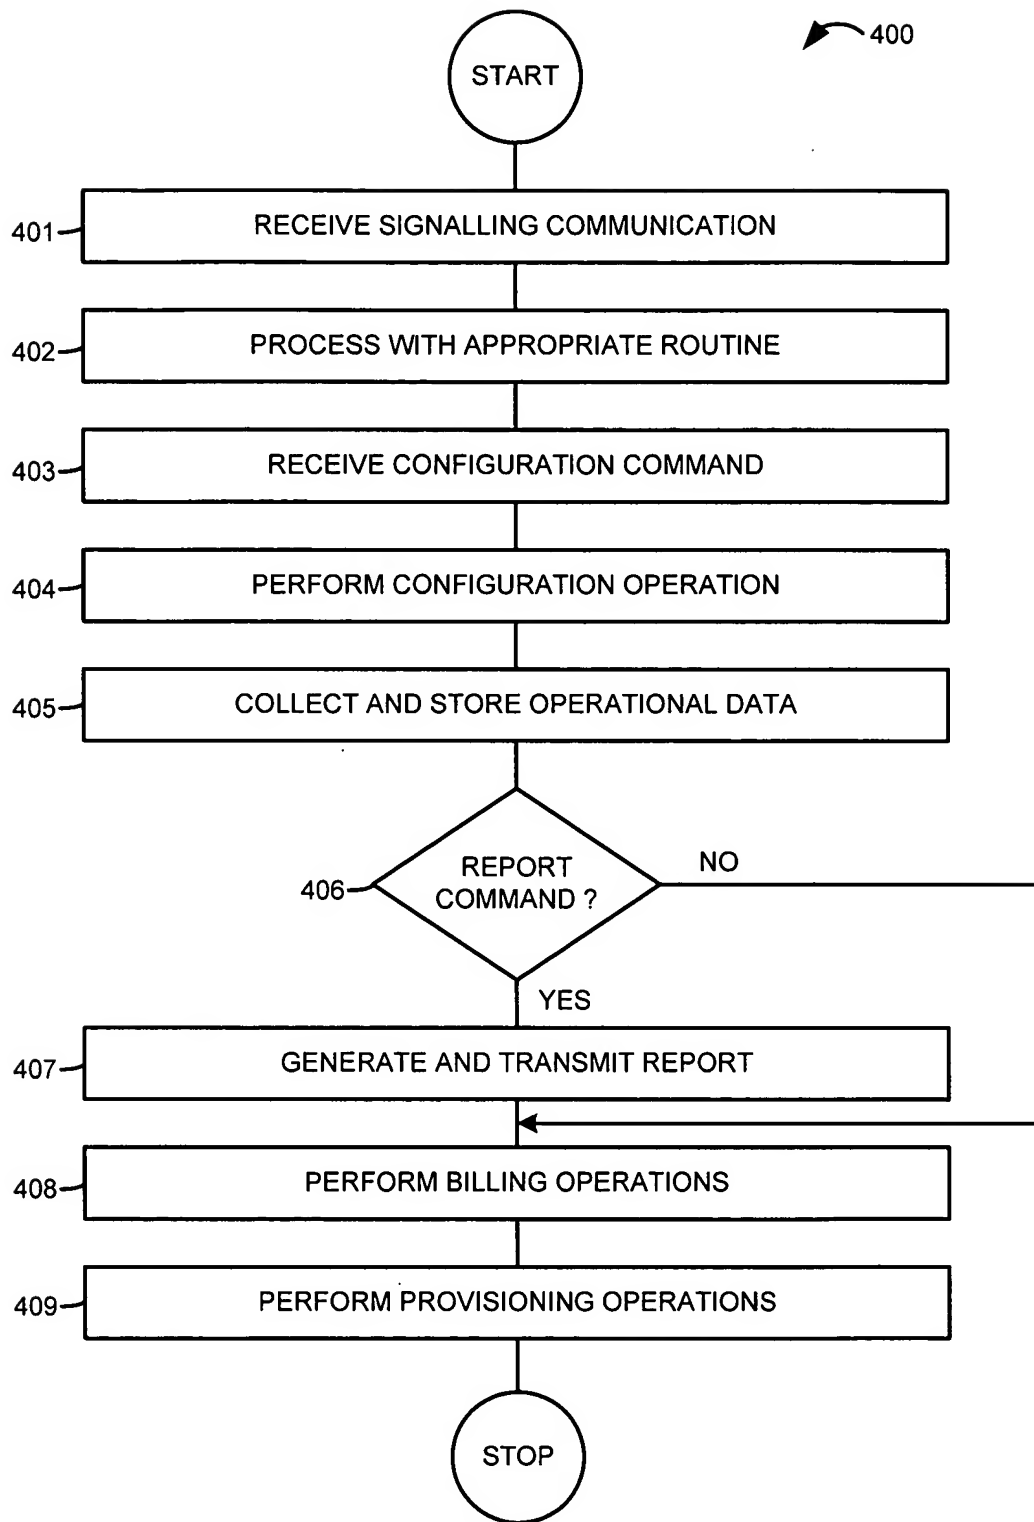 400
START
401
RECEIVE SIGNALLING COMMUNICATION
402
PROCESS WITH APPROPRIATE ROUTINE
403
RECEIVE CONFIGURATION COMMAND
404
PERFORM CONFIGURATION OPERATION
405
COLLECT AND STORE OPERATIONAL DATA
406
REPORT
COMMAND ?
NO
YES
407
GENERATE AND TRANSMIT REPORT
408
PERFORM BILLING OPERATIONS
409
PERFORM PROVISIONING OPERATIONS
STOP